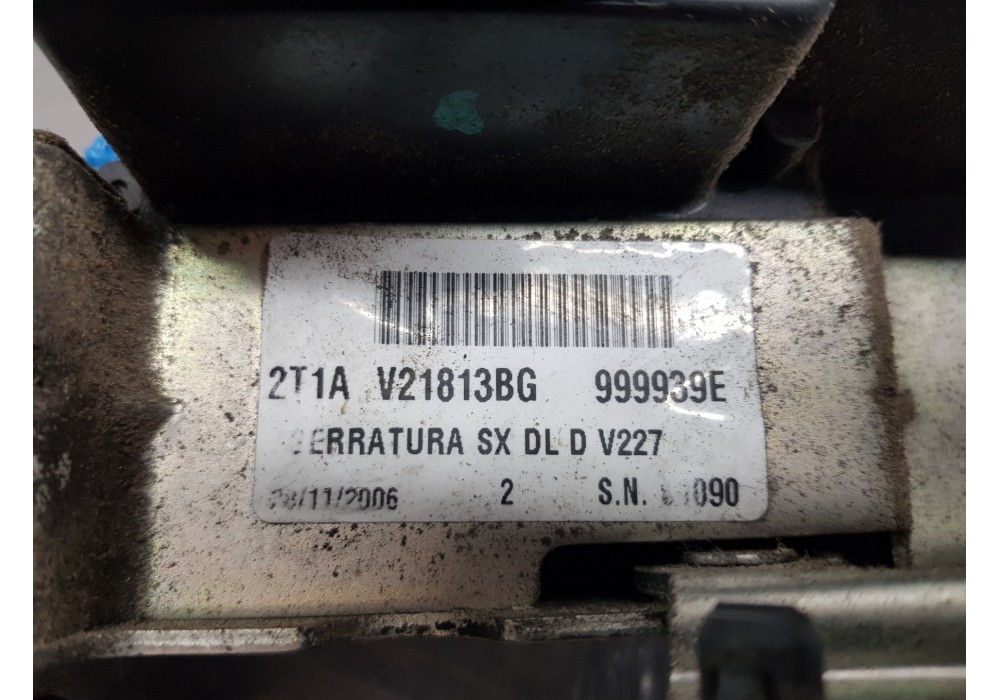 2T1A V21813BG 999939E
SERRATURA SX DL D V227
2 S.N.